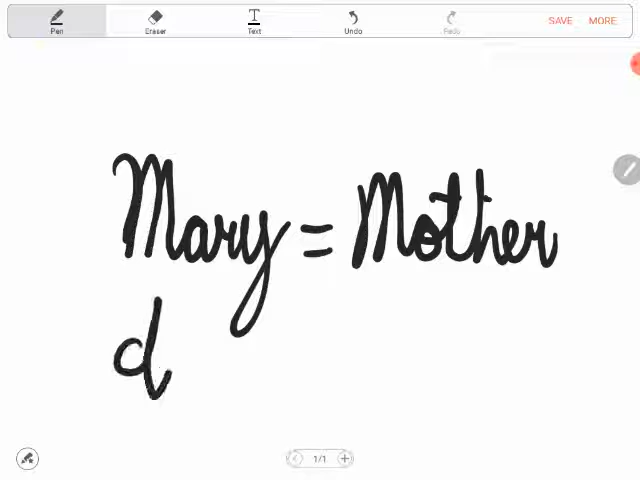 Pen Eraser Text Undo Redo SAVE MORE
Mary = Mother
d
1/1